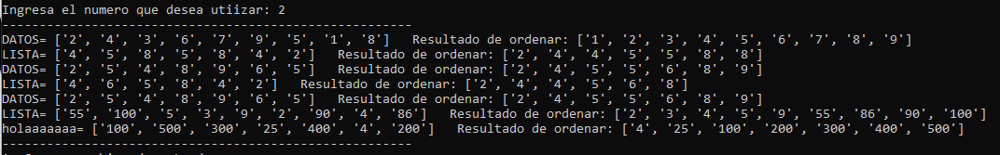 Ingresa el numero que desea utiizar: 2
-------------------------------------------------------
DATOS= ['2', '4', '3', '6', '7', '9', '5', '1', '8']   Resultado de ordenar: ['1', '2', '3', '4', '5', '6', '7', '8', '9']
LISTA= ['4', '5', '8', '5', '8', '4', '2']   Resultado de ordenar: ['2', '4', '4', '5', '5', '8', '8']
DATOS= ['2', '5', '4', '8', '9', '6', '5']   Resultado de ordenar: ['2', '4', '5', '5', '6', '8', '9']
LISTA= ['4', '6', '5', '8', '4', '2']   Resultado de ordenar: ['2', '4', '4', '5', '6', '8']
DATOS= ['2', '5', '4', '8', '9', '6', '5']   Resultado de ordenar: ['2', '4', '5', '5', '6', '8', '9']
LISTA= ['55', '100', '5', '3', '9', '2', '90', '4', '86']   Resultado de ordenar: ['2', '3', '4', '5', '9', '55', '86', '90', '100']
holaaaaaaa= ['100', '500', '300', '25', '400', '4', '200']   Resultado de ordenar: ['4', '25', '100', '200', '300', '400', '500']
-------------------------------------------------------